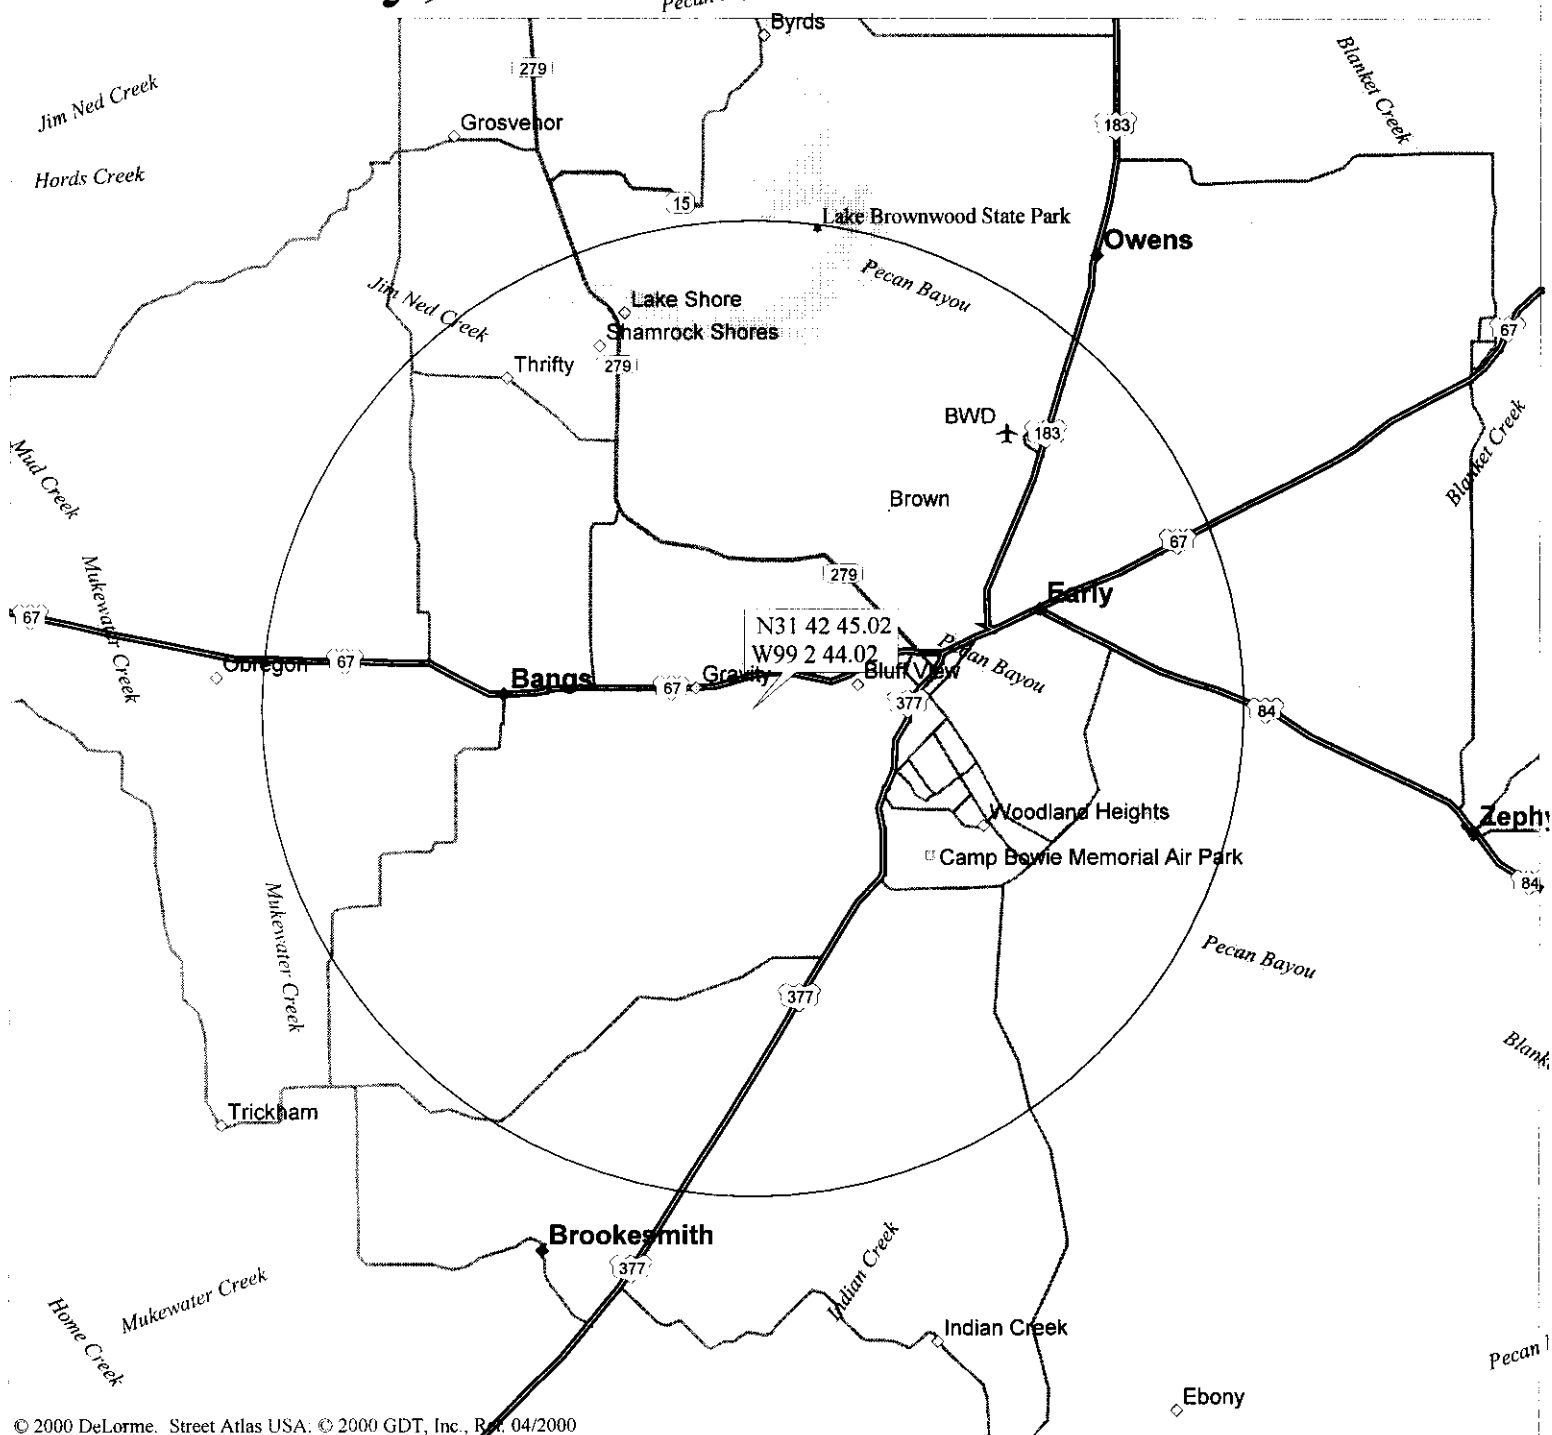 Byrds
279
Blanket Creek
Jim Ned Creek
183
Grosvenor
Hords Creek
15
Lake Brownwood State Park
Owens
Pecan Bayou
Jim Ned Creek
Lake Shore
67
Shamrock Shores
279
Thrifty
BWD
183
Blanket Creek
Mud Creek
Brown
67
Mukewater Creek
279
Early
67
N31 42 45.02
W99 2 44.02
Pecan Bayou
Obregon
67
Bangs
67
Gravity
Bluff View
377
84
Woodland Heights
Zephy
Camp Bowie Memorial Air Park
84
Mukewater Creek
Pecan Bayou
377
Trickham
Brookesmith
377
Indian Creek
Mukewater Creek
Home Creek
Indian Creek
Pecan
Ebony
© 2000 DeLorme. Street Atlas USA; © 2000 GDT, Inc., Rel. 04/2000